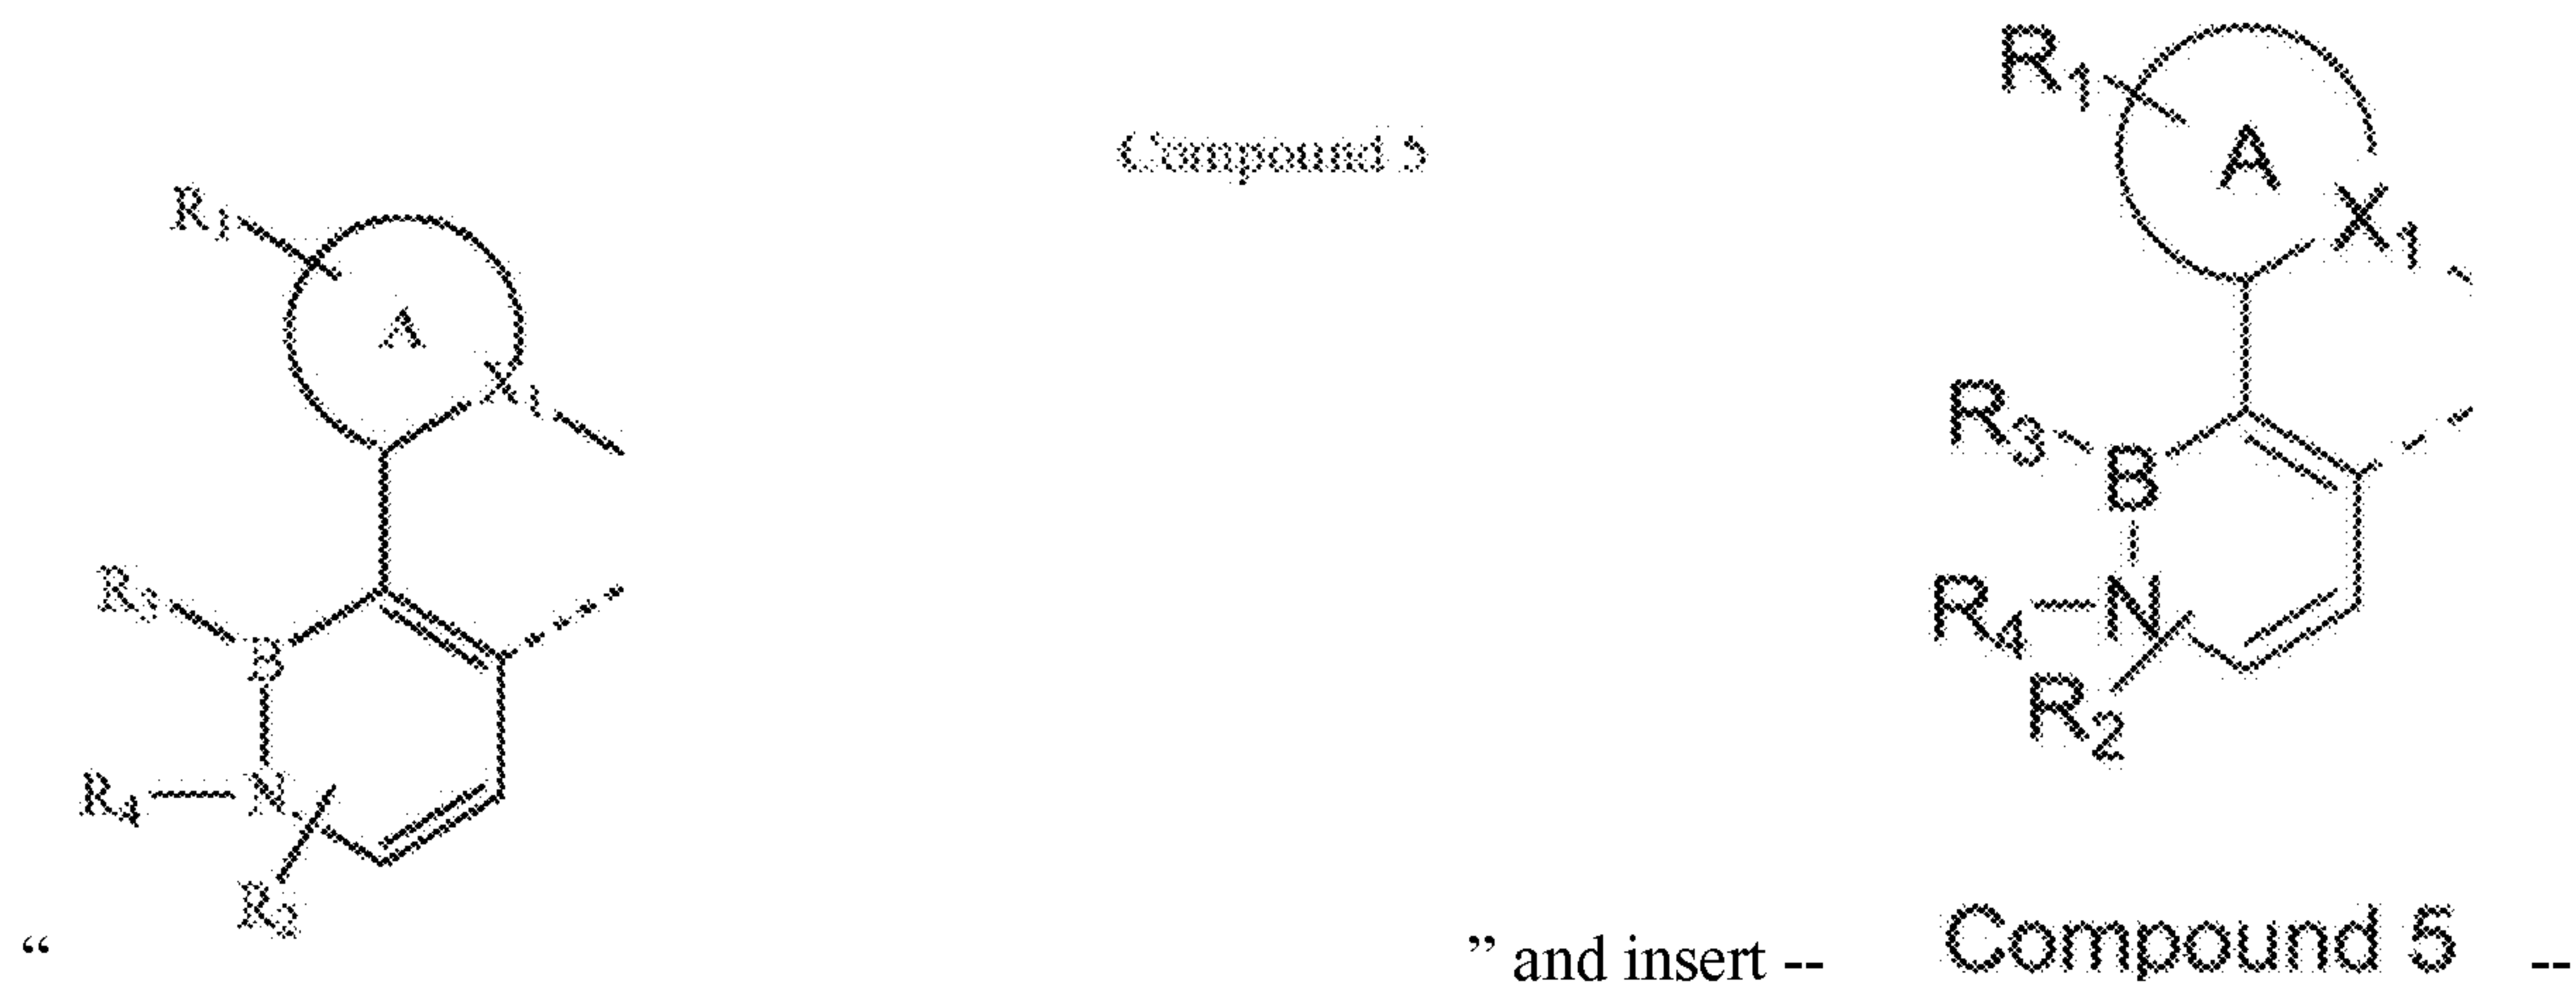 Compound 5
R1
A
X1
R3
B
R4
N
R2
R1
A
X1
R3
B
R4
N
R2
“ ” and insert -- Compound 5 --